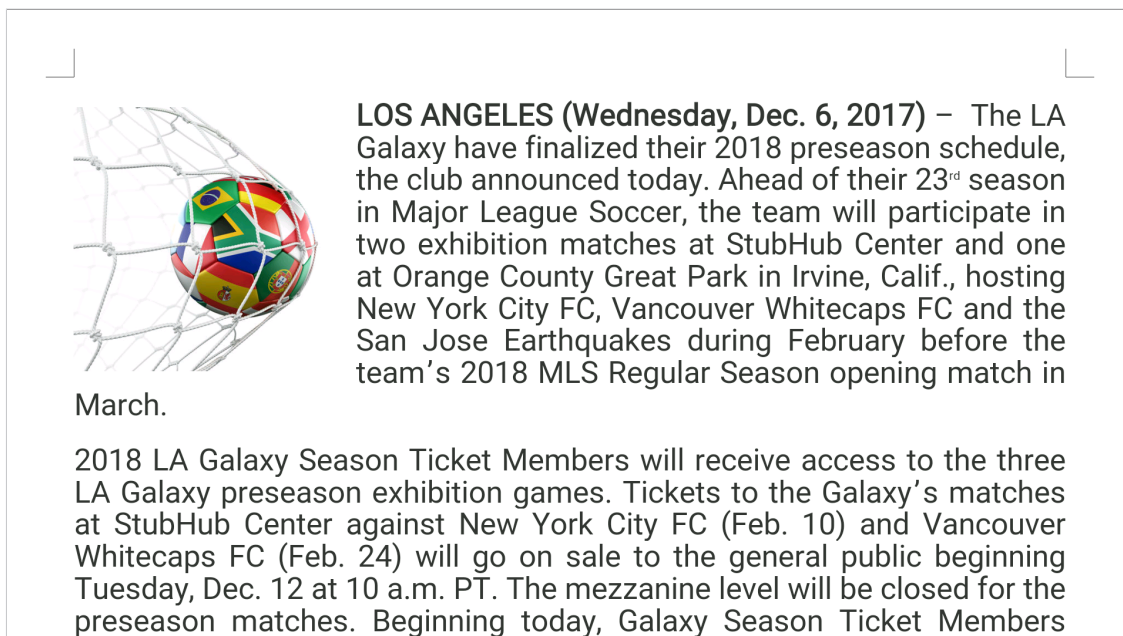 LOS ANGELES (Wednesday, Dec. 6, 2017) – The LA
Galaxy have finalized their 2018 preseason schedule,
the club announced today. Ahead of their 23rd season
in Major League Soccer, the team will participate in
two exhibition matches at StubHub Center and one
at Orange County Great Park in Irvine, Calif., hosting
New York City FC, Vancouver Whitecaps FC and the
San Jose Earthquakes during February before the
team’s 2018 MLS Regular Season opening match in
March.
2018 LA Galaxy Season Ticket Members will receive access to the three
LA Galaxy preseason exhibition games. Tickets to the Galaxy’s matches
at StubHub Center against New York City FC (Feb. 10) and Vancouver
Whitecaps FC (Feb. 24) will go on sale to the general public beginning
Tuesday, Dec. 12 at 10 a.m. PT. The mezzanine level will be closed for the
preseason matches. Beginning today, Galaxy Season Ticket Members